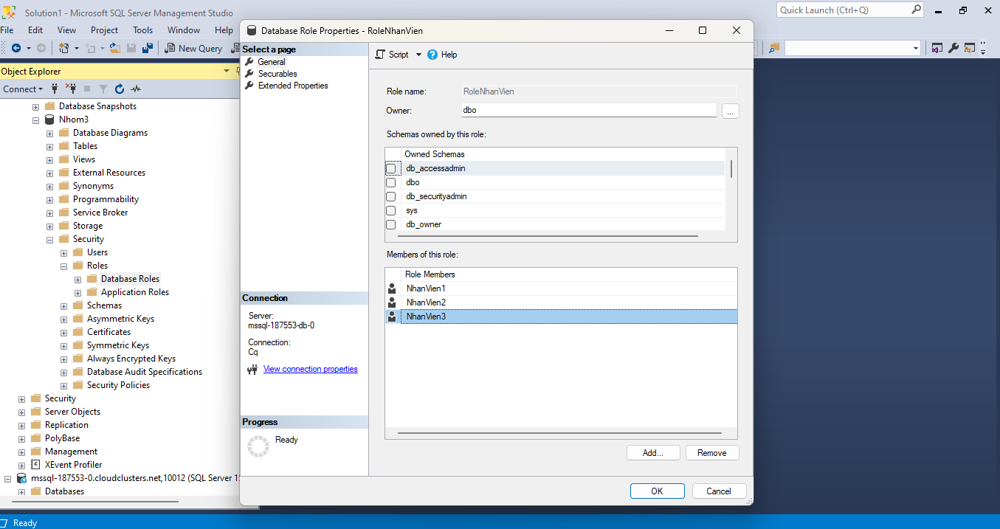 Solution1 - Microsoft SQL Server Management Studio
Quick Launch (Ctrl+Q)
File Edit View Project Tools Window Help
New Query
Object Explorer
Connect
Database Snapshots
Nhom3
Database Diagrams
Tables
Views
External Resources
Synonyms
Programmability
Service Broker
Storage
Security
Users
Roles
Database Roles
Application Roles
Schemas
Asymmetric Keys
Certificates
Symmetric Keys
Always Encrypted Keys
Database Audit Specifications
Security Policies
Security
Server Objects
Replication
PolyBase
Management
XEvent Profiler
mssql-187553-0.cloudclusters.net,10012 (SQL Server 1
Databases
Database Role Properties - RoleNhanVien
Select a page
General
Securables
Extended Properties
Connection
Server:
mssql-187553-db-0
Connection:
Cq
View connection properties
Progress
Ready
Script Help
Role name: RoleNhanVien
Owner: dbo
...
Schemas owned by this role:
Owned Schemas
db_accessadmin
dbo
db_securityadmin
sys
db_owner
Members of this role:
Role Members
NhanVien1
NhanVien2
NhanVien3
Add... Remove
OK Cancel
Ready